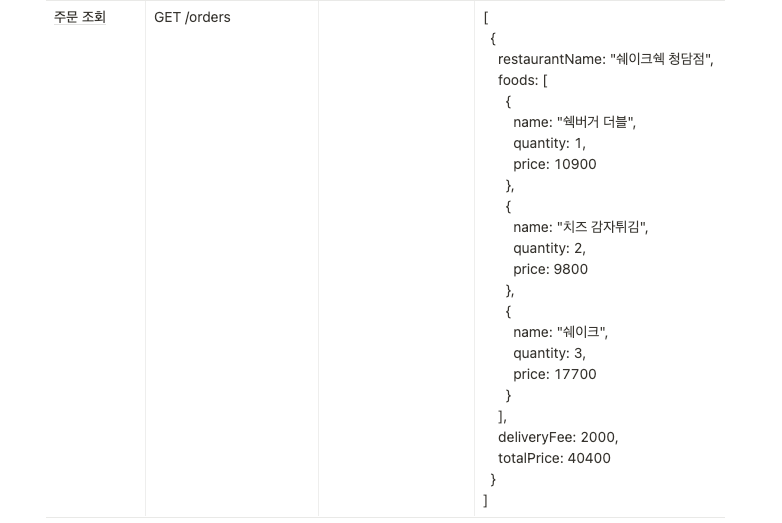 주문 조회
GET /orders
[
{
restaurantName: "쉐이크쉑 청담점",
foods: [
{
name: "쉑버거 더블",
quantity: 1,
price: 10900
},
{
name: "치즈 감자튀김",
quantity: 2,
price: 9800
},
{
name: "쉐이크",
quantity: 3,
price: 17700
}
],
deliveryFee: 2000,
totalPrice: 40400
}
]